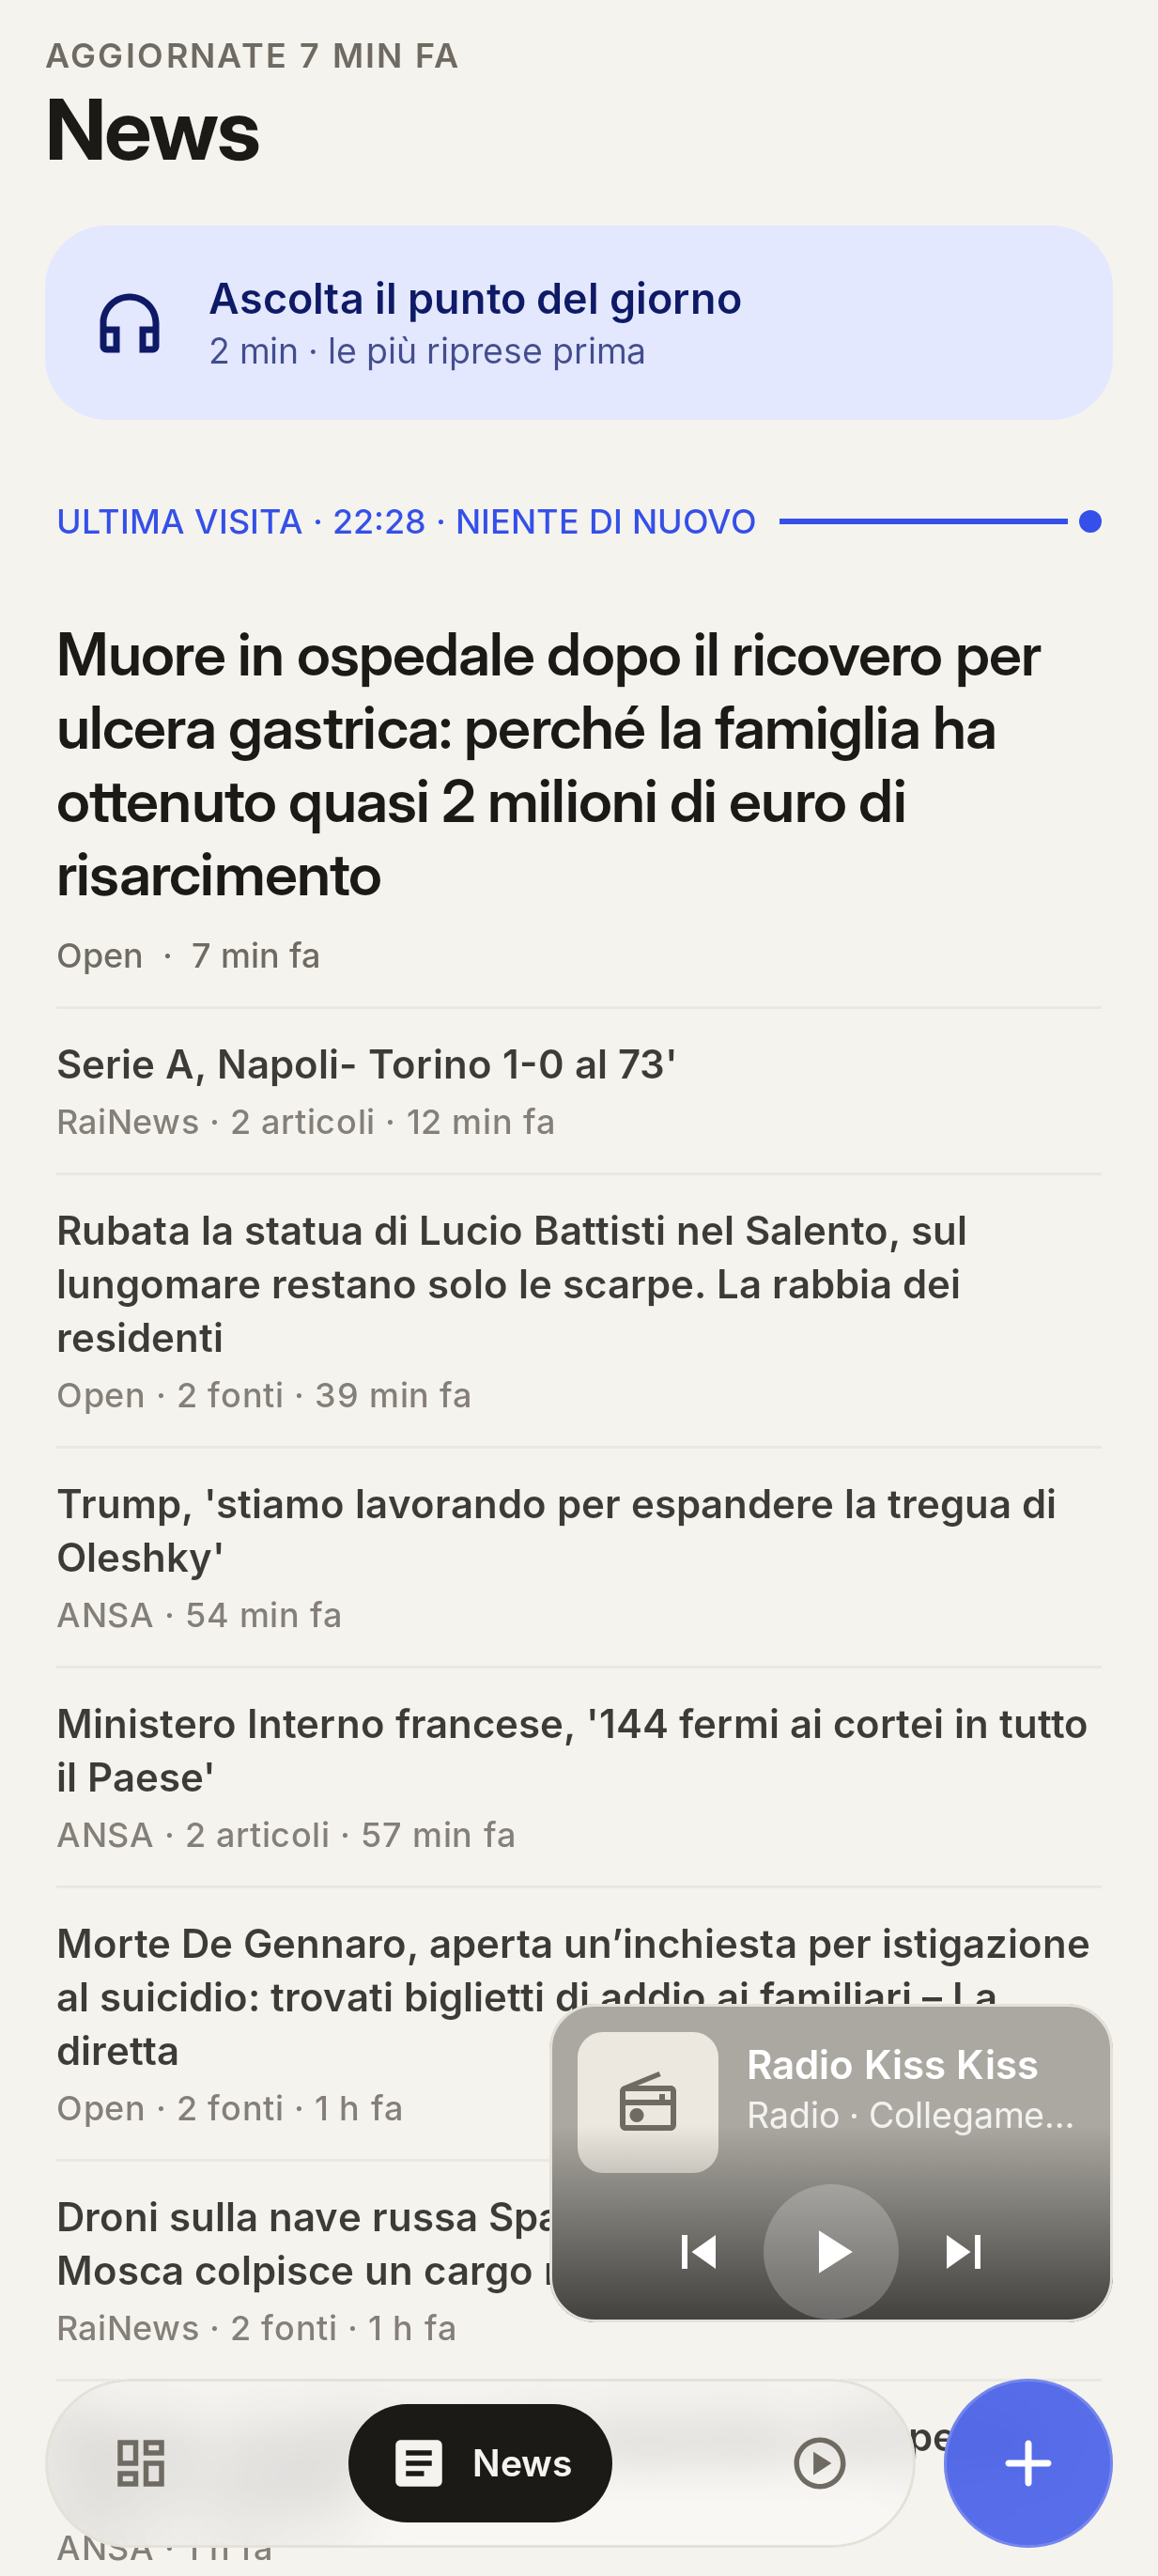 AGGIORNATE 7 MIN FA
News
Ascolta il punto del giorno
2 min · le più riprese prima
ULTIMA VISITA · 22:28 · NIENTE DI NUOVO
Muore in ospedale dopo il ricovero per
ulcera gastrica: perché la famiglia ha
ottenuto quasi 2 milioni di euro di
risarcimento
Open · 7 min fa
Serie A, Napoli- Torino 1-0 al 73'
RaiNews · 2 articoli · 12 min fa
Rubata la statua di Lucio Battisti nel Salento, sul
lungomare restano solo le scarpe. La rabbia dei
residenti
Open · 2 fonti · 39 min fa
Trump, 'stiamo lavorando per espandere la tregua di
Oleshky'
ANSA · 54 min fa
Ministero Interno francese, '144 fermi ai cortei in tutto
il Paese'
ANSA · 2 articoli · 57 min fa
Morte De Gennaro, aperta un’inchiesta per istigazione
al suicidio: trovati biglietti di addio ai familiari – La
diretta
Open · 2 fonti · 1 h fa
Radio Kiss Kiss
Radio · Collegame...
Droni sulla nave russa
Mosca colpisce un cargo
RaiNews · 2 fonti · 1 h fa
News
ANSA · 1 h fa